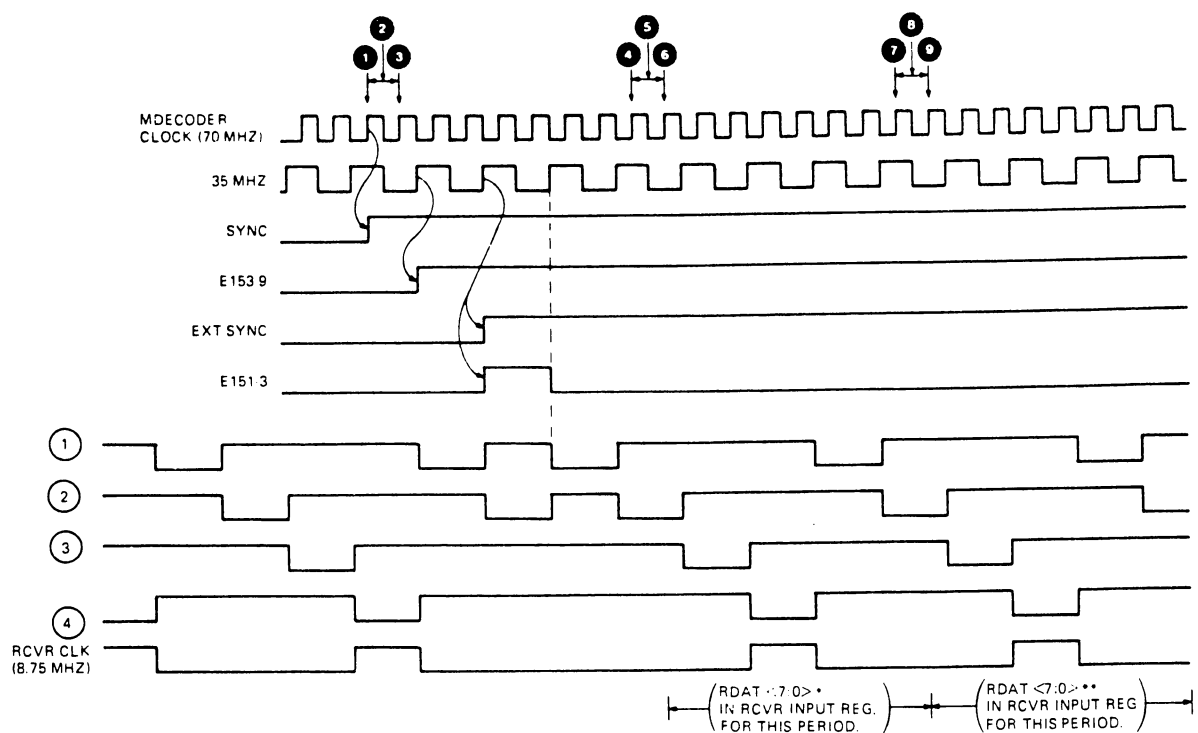 2 5 8
1 3 4 6 7 9
MDECODER
CLOCK (70 MHZ)
35 MHZ
SYNC
E153 9
EXT SYNC
E151·3
1
2
3
4
RCVR CLK
(8.75 MHZ)
(RDAT <7:0> *
IN RCVR INPUT REG.
FOR THIS PERIOD.)
(RDAT <7:0> **
IN RCVR INPUT REG
FOR THIS PERIOD.)